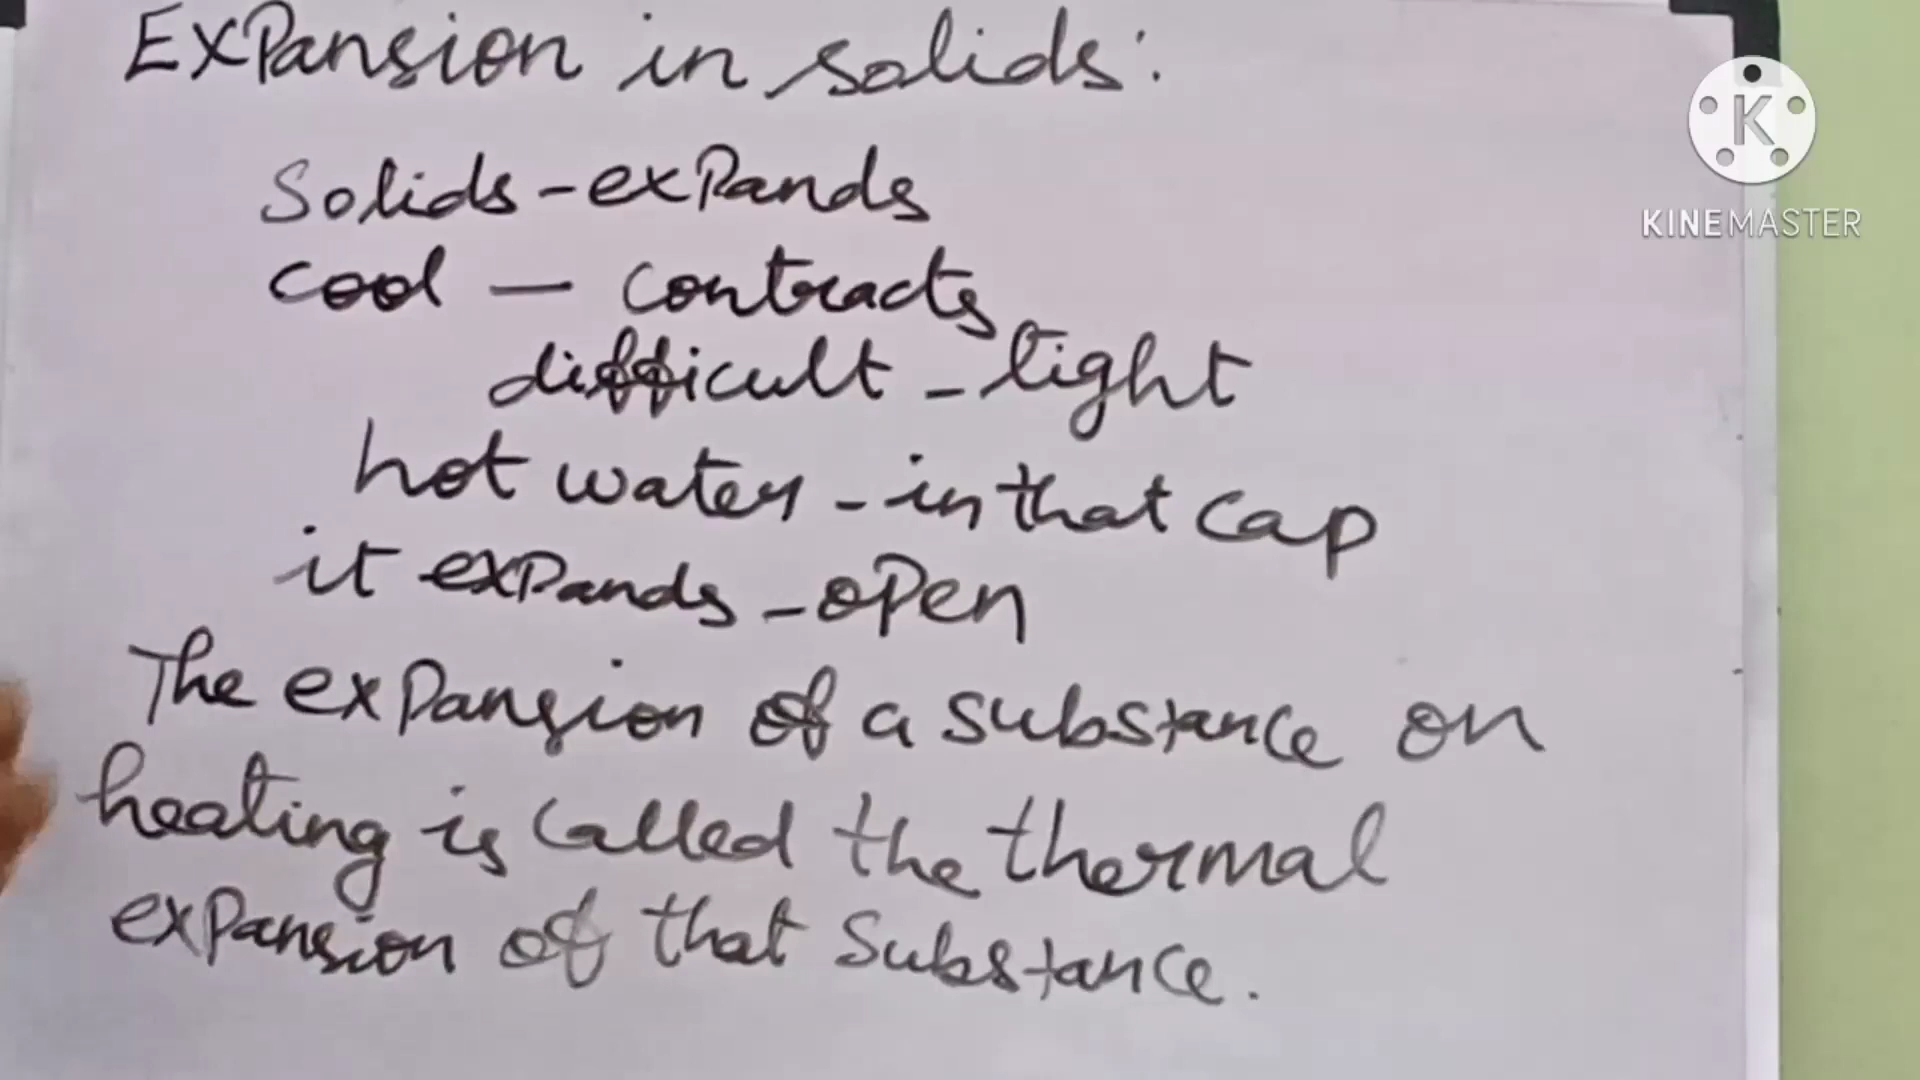 Expansion in solids:
Solids - expands
cool - contracts
difficult - tight
hot water - in that cap
it expands - open
The expansion of a substance on
heating is called the thermal
expansion of that substance.
K
KINEMASTER